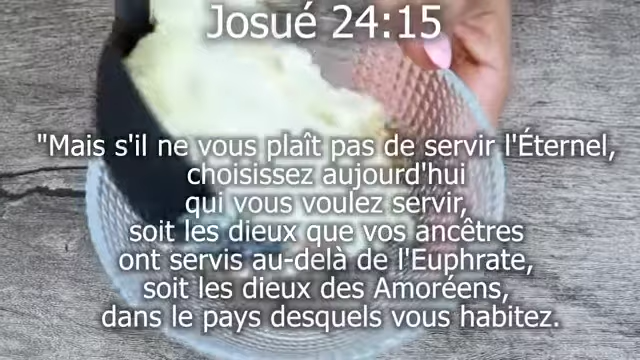 Josué 24:15
"Mais s'il ne vous plaît pas de servir l'Éternel,
choisissez aujourd'hui
qui vous voulez servir,
soit les dieux que vos ancêtres
ont servis au-delà de l'Euphrate,
soit les dieux des Amoréens,
dans le pays desquels vous habitez.